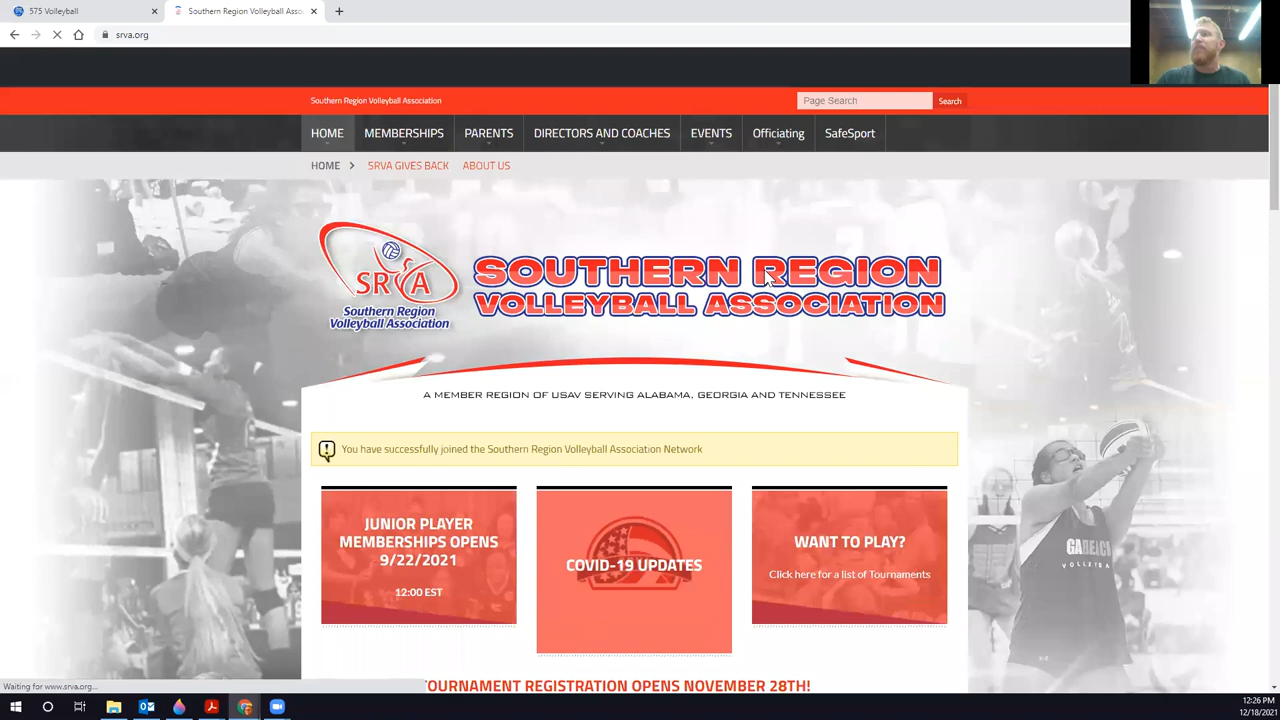 575 Volleyball
Southern Region Volleyball Asso
srva.org
Southern Region Volleyball Association
Page Search
Search
HOME
MEMBERSHIPS
PARENTS
DIRECTORS AND COACHES
EVENTS
Officiating
SafeSport
HOME
SRVA GIVES BACK
ABOUT US
SRVA
Southern Region
Volleyball Association
SOUTHERN REGION
VOLLEYBALL ASSOCIATION
A MEMBER REGION OF USAV SERVING ALABAMA, GEORGIA AND TENNESSEE
You have successfully joined the Southern Region Volleyball Association Network
JUNIOR PLAYER
MEMBERSHIPS OPENS
9/22/2021
12:00 EST
COVID-19 UPDATES
WANT TO PLAY?
Click here for a list of Tournaments
GABEACH
VOLLEYBA
TOURNAMENT REGISTRATION OPENS NOVEMBER 28TH!
Waiting for www.srva.org...
12:26 PM
12/18/2021